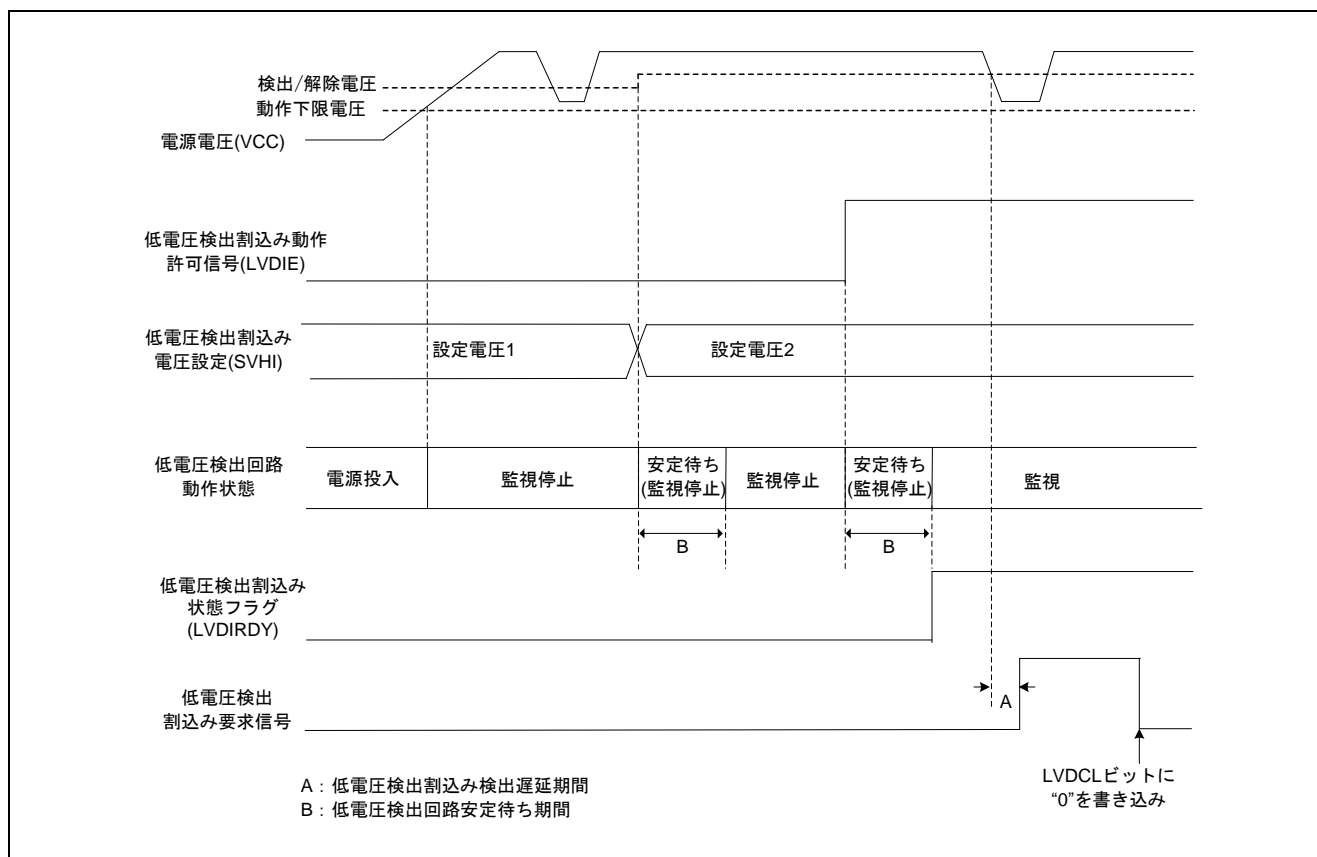 検出/解除電圧
動作下限電圧
電源電圧(VCC)
低電圧検出割込み動作
許可信号(LVDIE)
低電圧検出割込み
電圧設定(SVHI)
設定電圧1
設定電圧2
低電圧検出回路
動作状態
電源投入
監視停止
安定待ち
(監視停止)
監視停止
安定待ち
(監視停止)
監視
B
B
低電圧検出割込み
状態フラグ
(LVDIRDY)
A
低電圧検出
割込み要求信号
LVDCLビットに
“0”を書き込み
A：低電圧検出割込み検出遅延期間
B：低電圧検出回路安定待ち期間